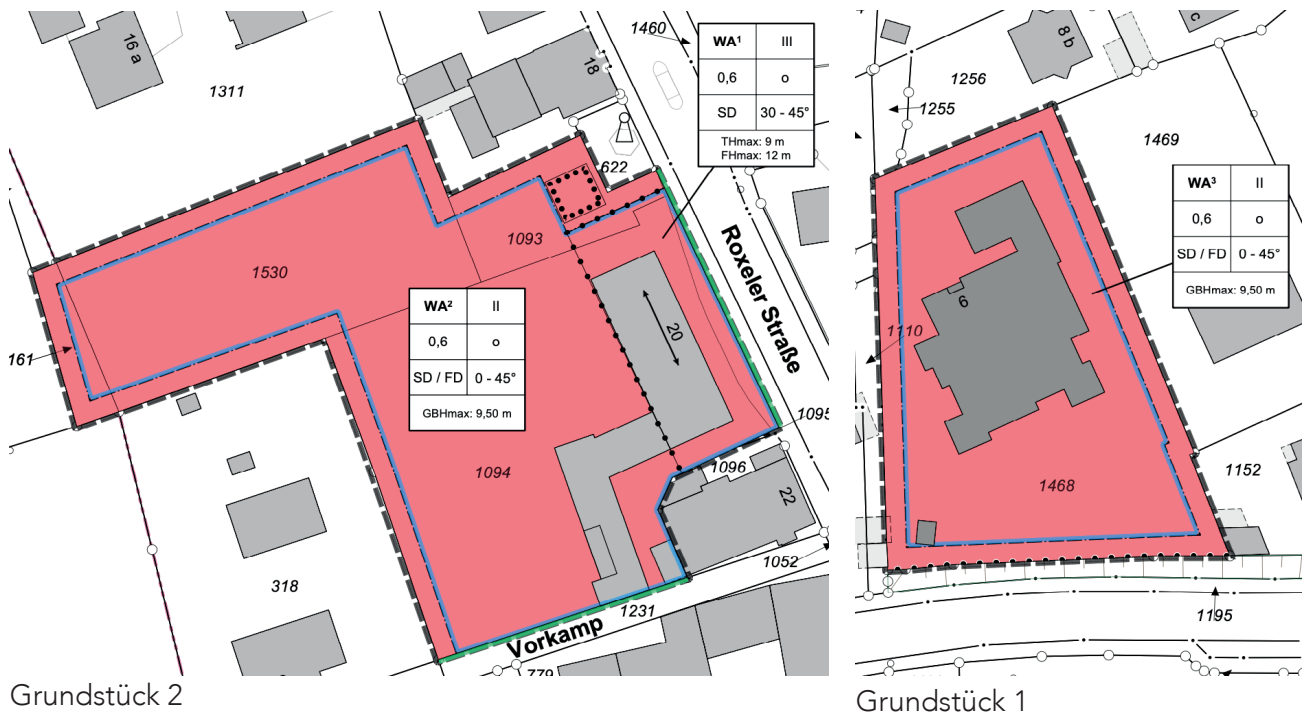 16 a
1311
18
1460
WA¹ III
0,6 o
SD 30 - 45°
THmax: 9 m
FHmax: 12 m
622
1093
1530
Roxeler Straße
WA² II
0,6 o
SD / FD 0 - 45°
GBHmax: 9,50 m
20
161
1094
1095
1096
22
1052
318
1231
Vorkamp
779
Grundstück 2
c
8 b
1256
1255
1469
WA³ II
0,6 o
SD / FD 0 - 45°
GBHmax: 9,50 m
6
1110
1468
1152
1195
Grundstück 1